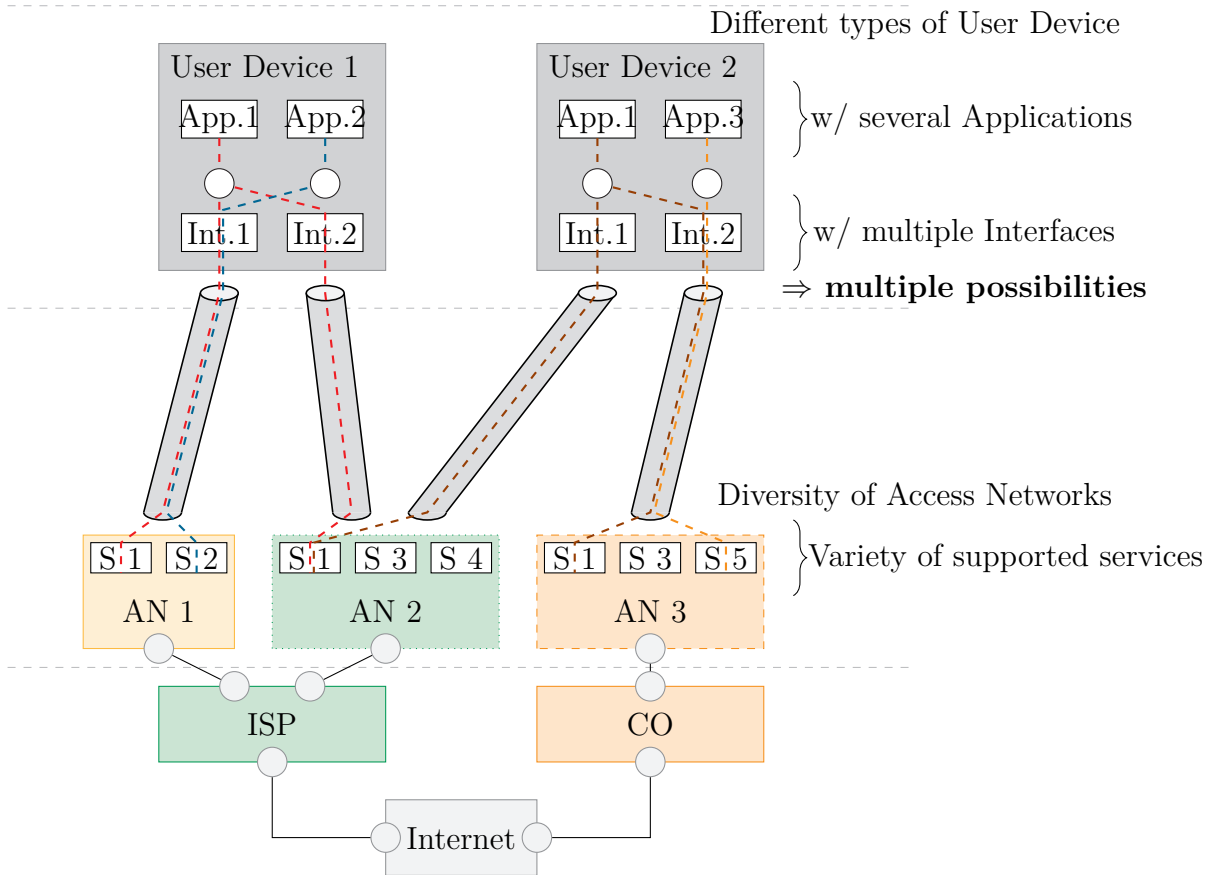 Different types of User Device
User Device 1
User Device 2
App.1
App.2
App.1
App.3
w/ several Applications
Int.1
Int.2
Int.1
Int.2
w/ multiple Interfaces
⇒ multiple possibilities
Diversity of Access Networks
S 1
S 2
S 1
S 3
S 4
S 1
S 3
S 5
Variety of supported services
AN 1
AN 2
AN 3
ISP
CO
Internet